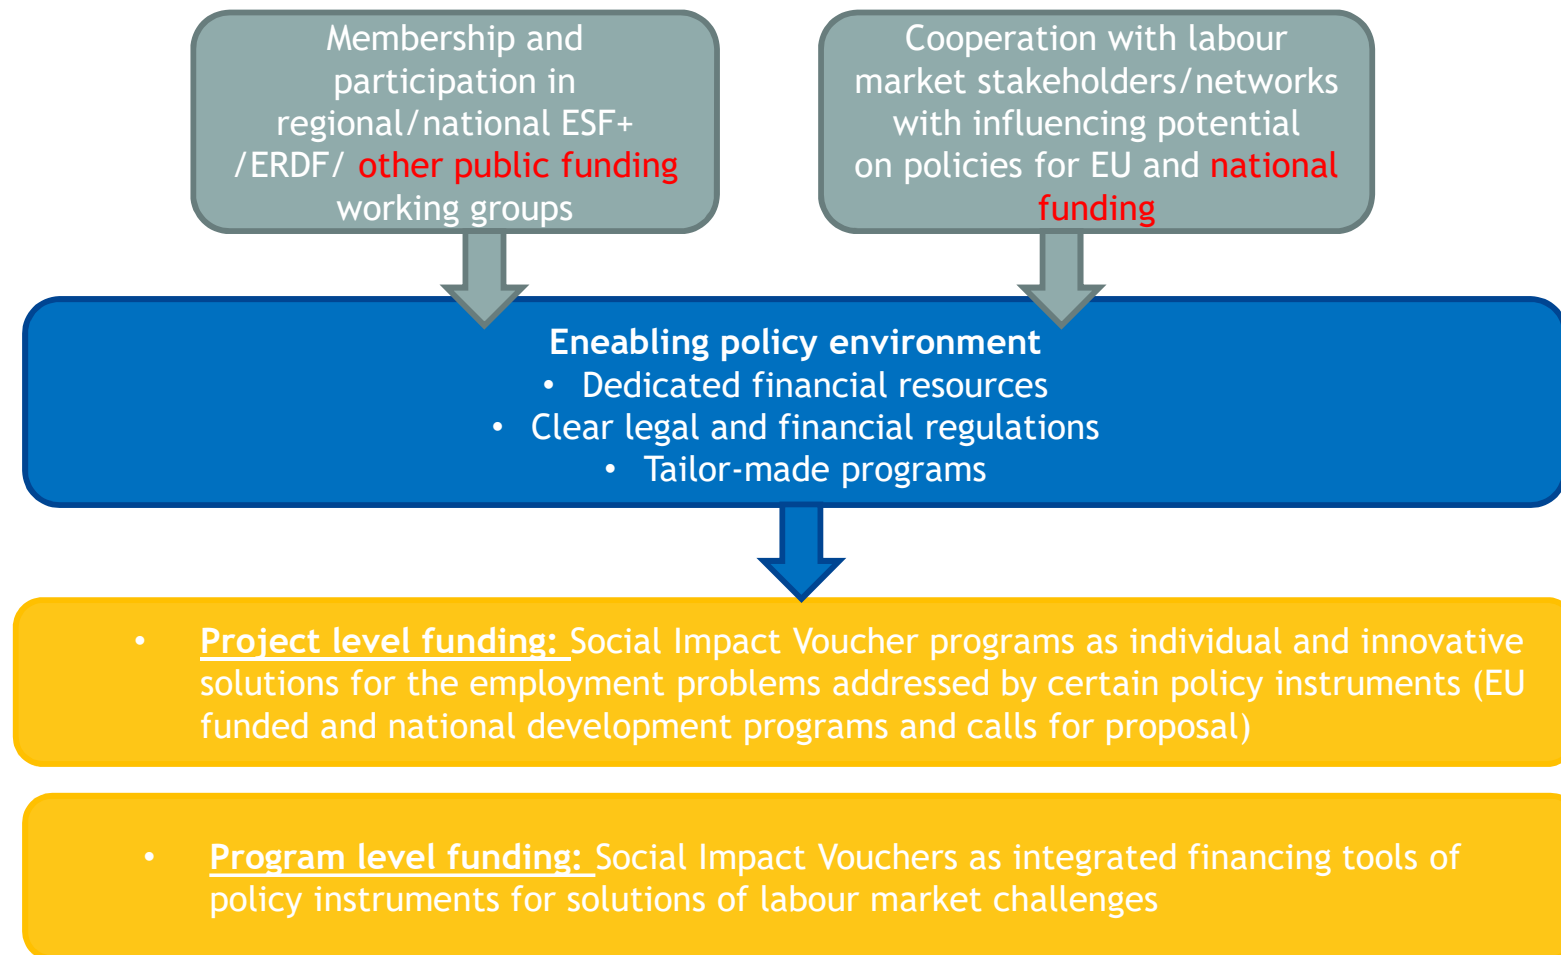 Membership and
participation in
regional/national ESF+
/ERDF/ other public funding
working groups
Cooperation with labour
market stakeholders/networks
with influencing potential
on policies for EU and national
funding
Eneabling policy environment
• Dedicated financial resources
• Clear legal and financial regulations
• Tailor-made programs
• Project level funding: Social Impact Voucher programs as individual and innovative
solutions for the employment problems addressed by certain policy instruments (EU
funded and national development programs and calls for proposal)
• Program level funding: Social Impact Vouchers as integrated financing tools of
policy instruments for solutions of labour market challenges